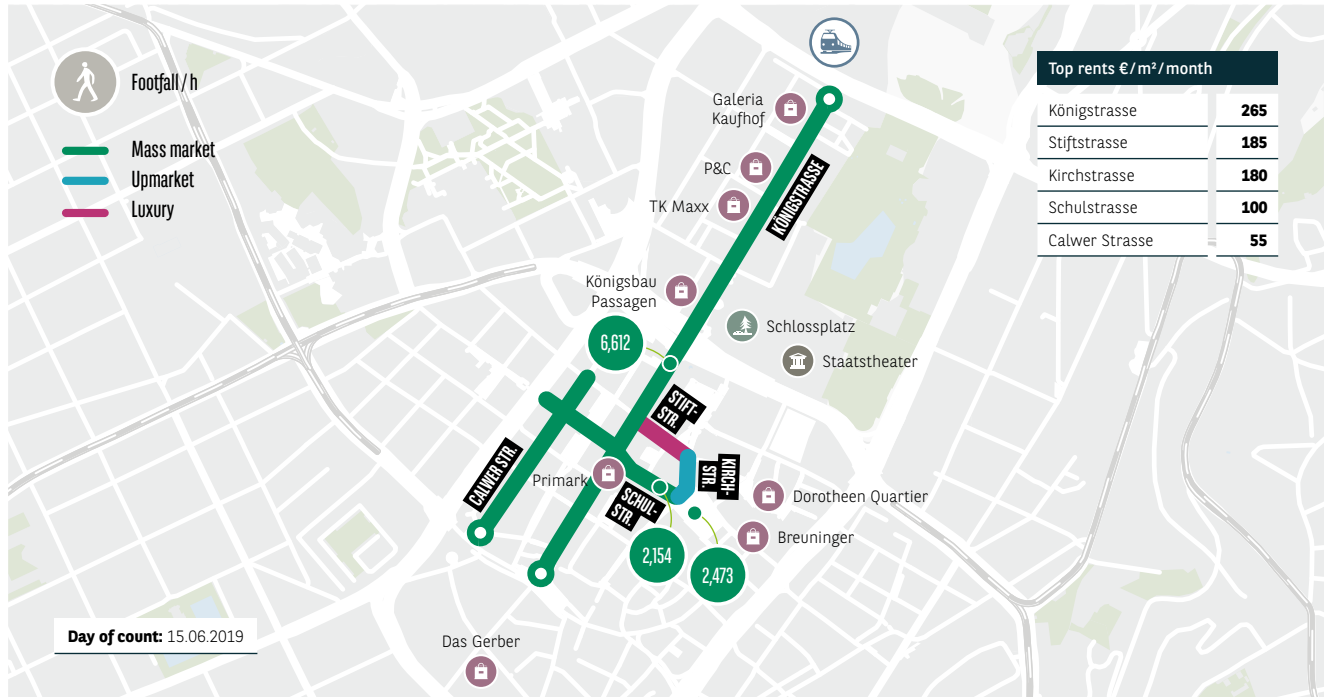 Footfall / h
Mass market
Upmarket
Luxury
Galeria
Kaufhof
P&C
TK Maxx
KÖNIGSTRASSE
Königsbau
Passagen
6,612
Schlossplatz
Staatstheater
STIFT-
STR.
KIRCH-
STR.
CALWER STR.
Primark
SCHUL-
STR.
Dorotheen Quartier
Breuninger
2,154
2,473
Das Gerber
Day of count: 15.06.2019
Top rents €/m²/month
Königstrasse 265
Stiftstrasse 185
Kirchstrasse 180
Schulstrasse 100
Calwer Strasse 55